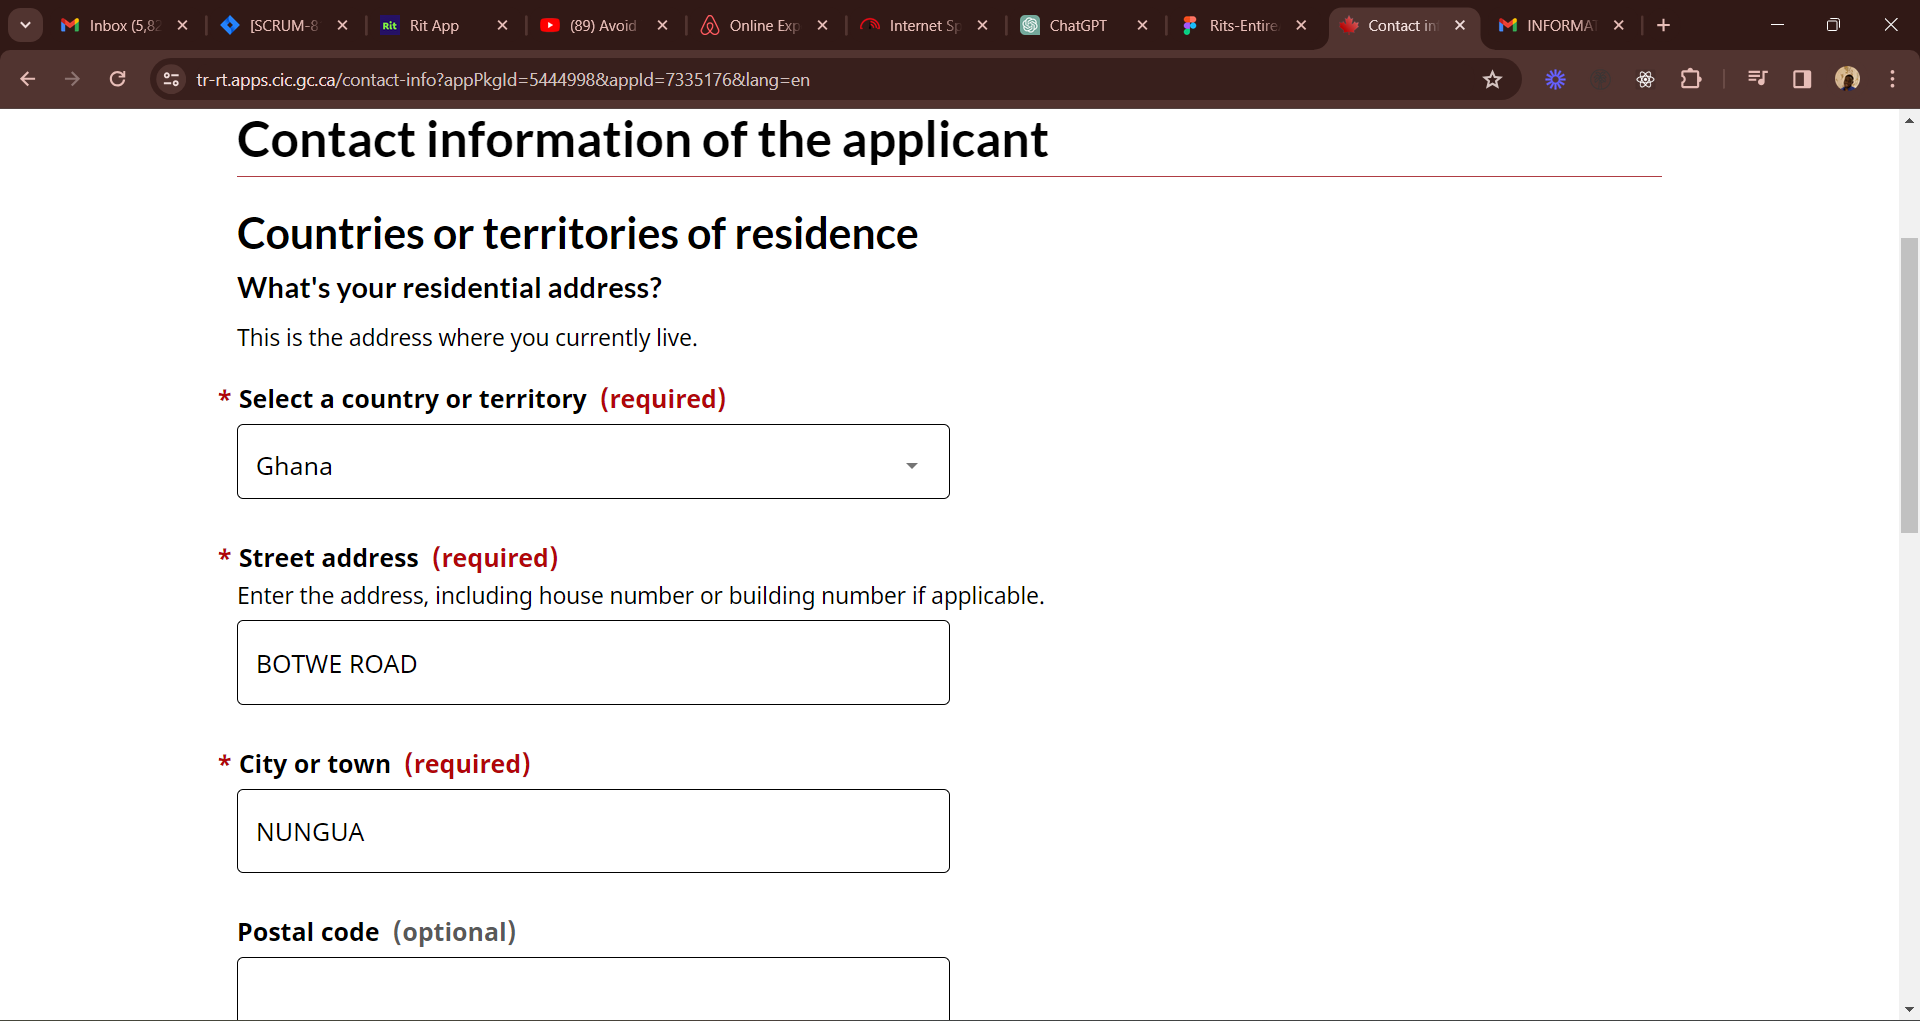 Inbox (5,82
[SCRUM-8
Rit Rit App
(89) Avoid
Online Exp
Internet Sp
ChatGPT
Rits-Entire
Contact in
INFORMAT
tr-rt.apps.cic.gc.ca/contact-info?appPkgId=5444998&appId=7335176&lang=en
Contact information of the applicant
Countries or territories of residence
What's your residential address?
This is the address where you currently live.
* Select a country or territory (required)
Ghana
* Street address (required)
Enter the address, including house number or building number if applicable.
BOTWE ROAD
* City or town (required)
NUNGUA
Postal code (optional)